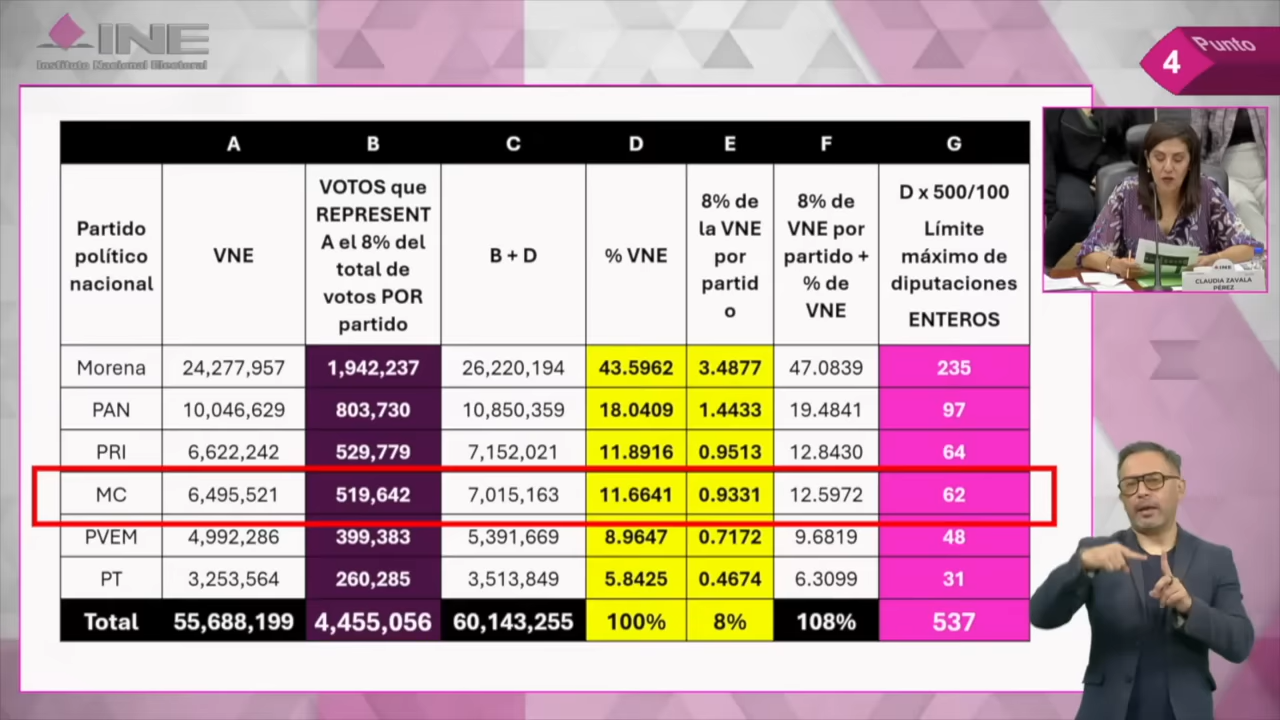 INE
Instituto Nacional Electoral
Punto
4
A B C D E F G
Partido político nacional
VNE
VOTOS que REPRESENTA el 8% del total de votos POR partido
B + D
% VNE
8% de la VNE por partido
8% de VNE por partido + % de VNE
D x 500/100
Límite máximo de diputaciones
ENTEROS
Morena 24,277,957 1,942,237 26,220,194 43.5962 3.4877 47.0839 235
PAN 10,046,629 803,730 10,850,359 18.0409 1.4433 19.4841 97
PRI 6,622,242 529,779 7,152,021 11.8916 0.9513 12.8430 64
MC 6,495,521 519,642 7,015,163 11.6641 0.9331 12.5972 62
PVEM 4,992,286 399,383 5,391,669 8.9647 0.7172 9.6819 48
PT 3,253,564 260,285 3,513,849 5.8425 0.4674 6.3099 31
Total 55,688,199 4,455,056 60,143,255 100% 8% 108% 537
CLAUDIA ZAVALA
PÉREZ